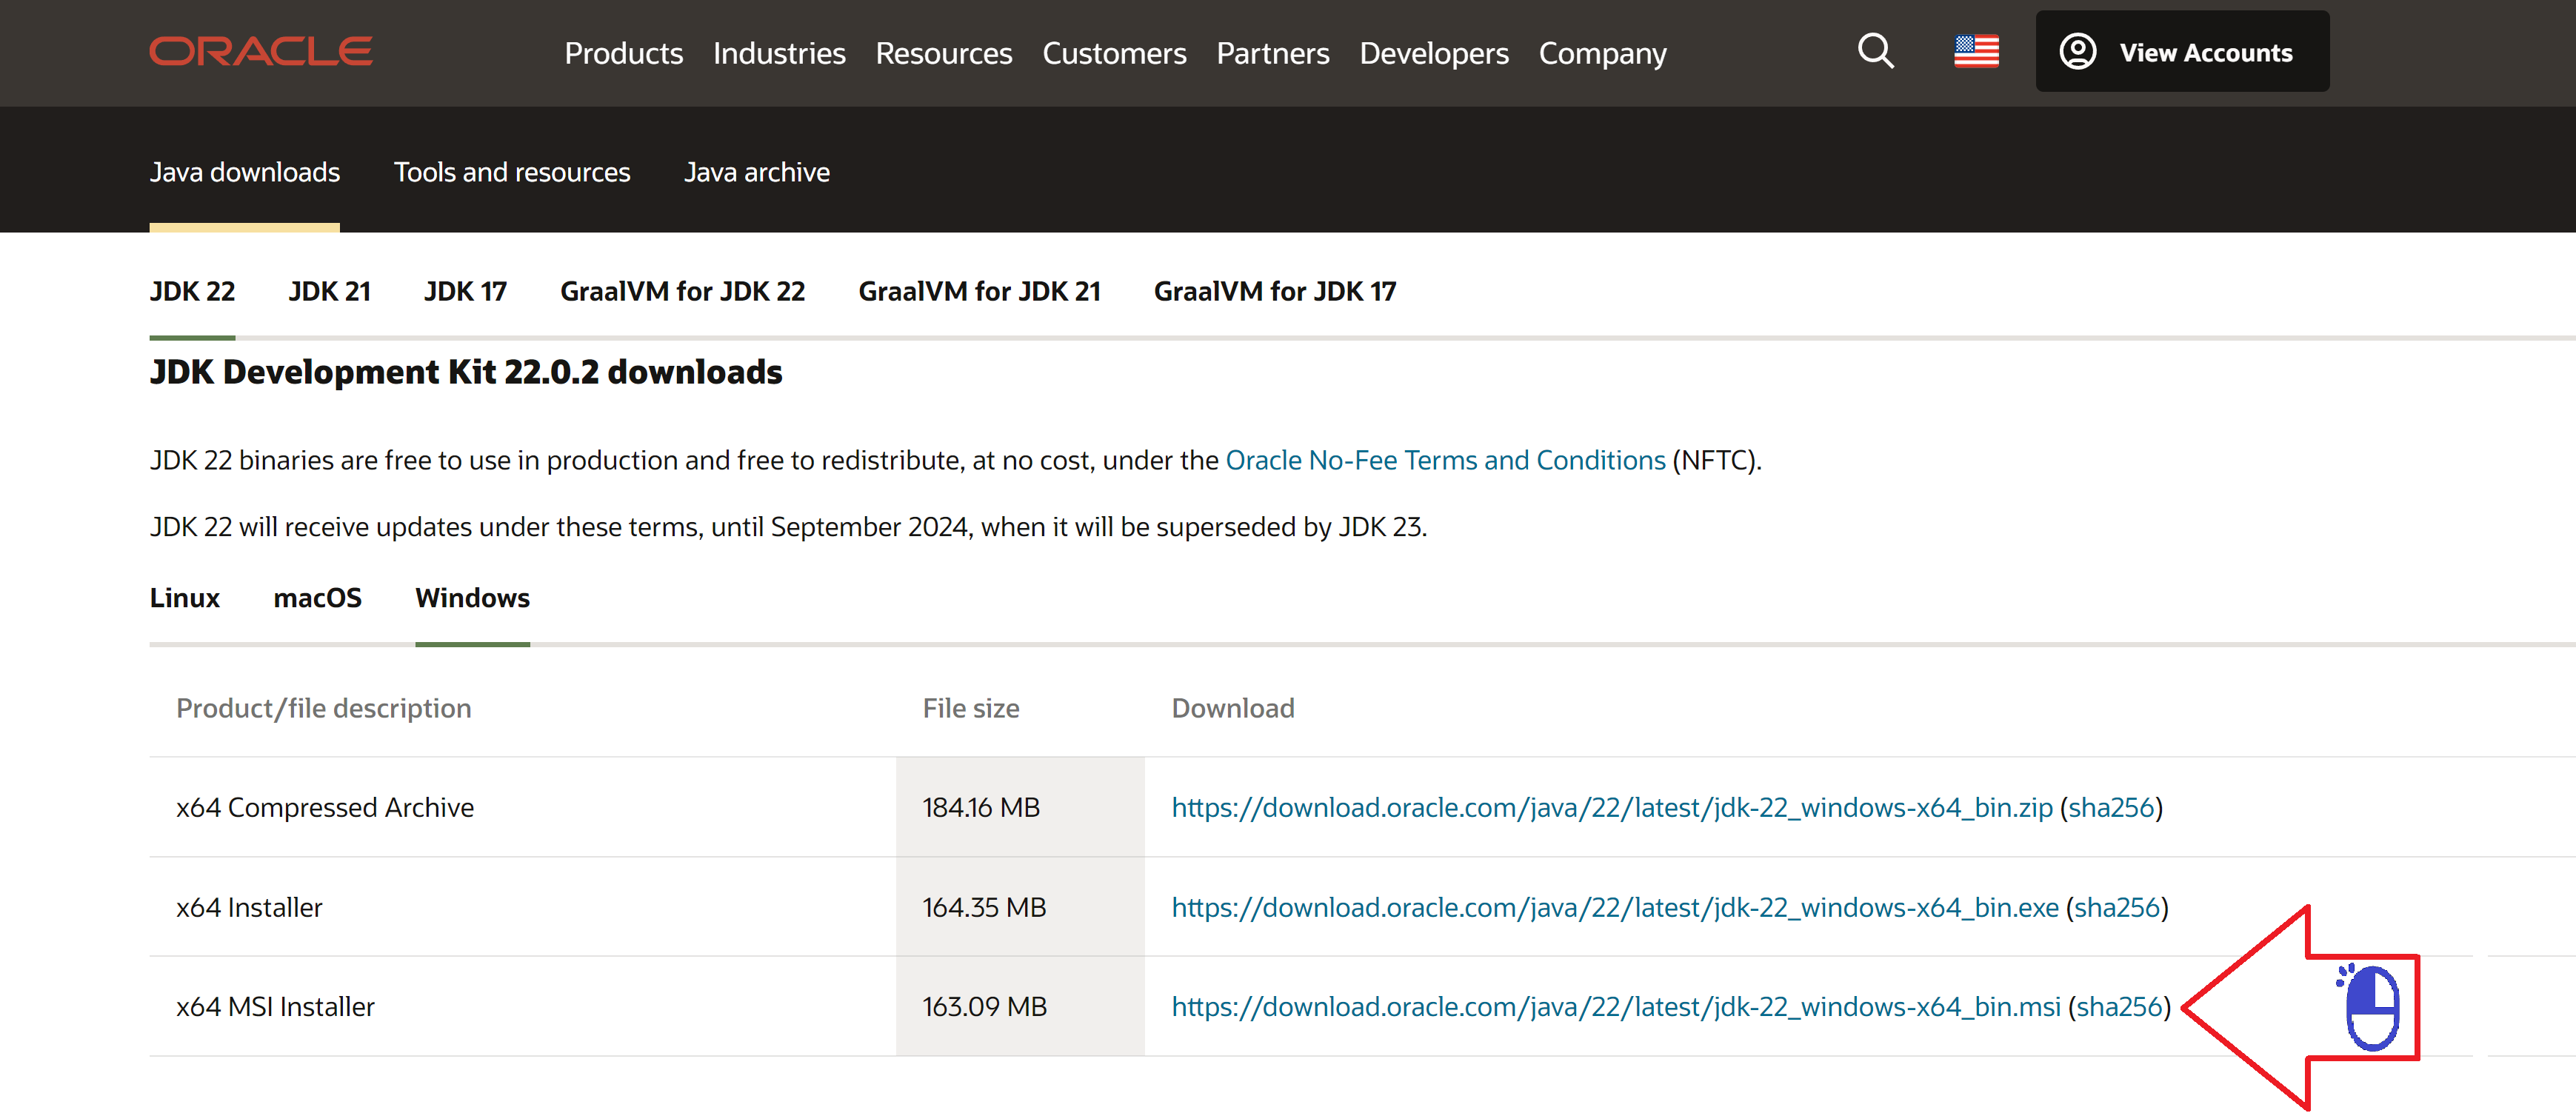 ORACLE Products Industries Resources Customers Partners Developers Company View Accounts
Java downloads Tools and resources Java archive
JDK 22 JDK 21 JDK 17 GraalVM for JDK 22 GraalVM for JDK 21 GraalVM for JDK 17
JDK Development Kit 22.0.2 downloads
JDK 22 binaries are free to use in production and free to redistribute, at no cost, under the Oracle No-Fee Terms and Conditions (NFTC).
JDK 22 will receive updates under these terms, until September 2024, when it will be superseded by JDK 23.
Linux macOS Windows
Product/file description File size Download
x64 Compressed Archive 184.16 MB https://download.oracle.com/java/22/latest/jdk-22_windows-x64_bin.zip (sha256)
x64 Installer 164.35 MB https://download.oracle.com/java/22/latest/jdk-22_windows-x64_bin.exe (sha256)
x64 MSI Installer 163.09 MB https://download.oracle.com/java/22/latest/jdk-22_windows-x64_bin.msi (sha256)